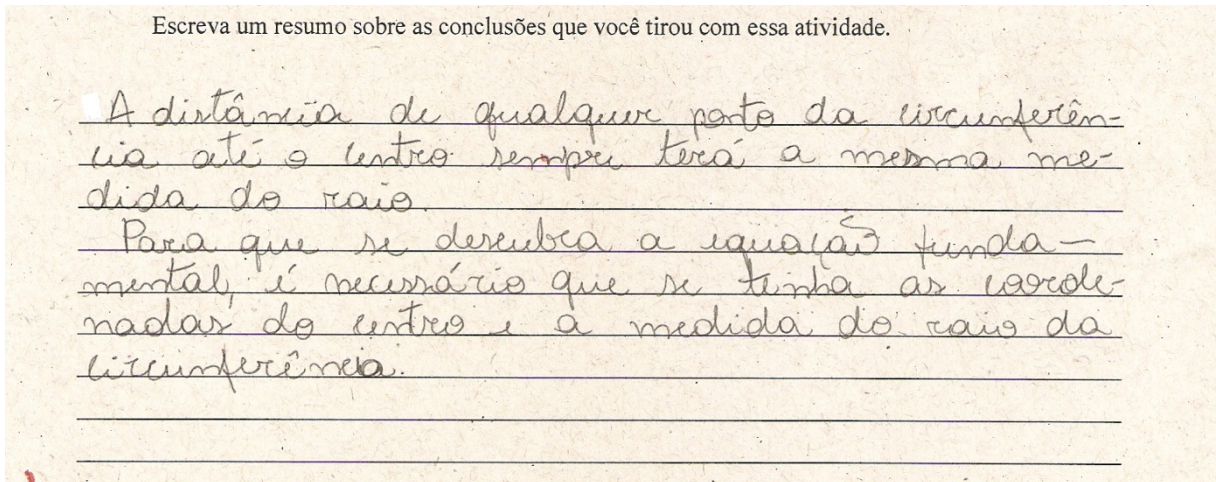 Escreva um resumo sobre as conclusões que você tirou com essa atividade.
A distância de qualquer ponto da circunferên-
cia até o centro sempre terá a mesma me-
dida do raio.
Para que se descubra a equação funda-
mental, é necessário que se tenha as coorde-
nadas do centro e a medida do raio da
circunferência.